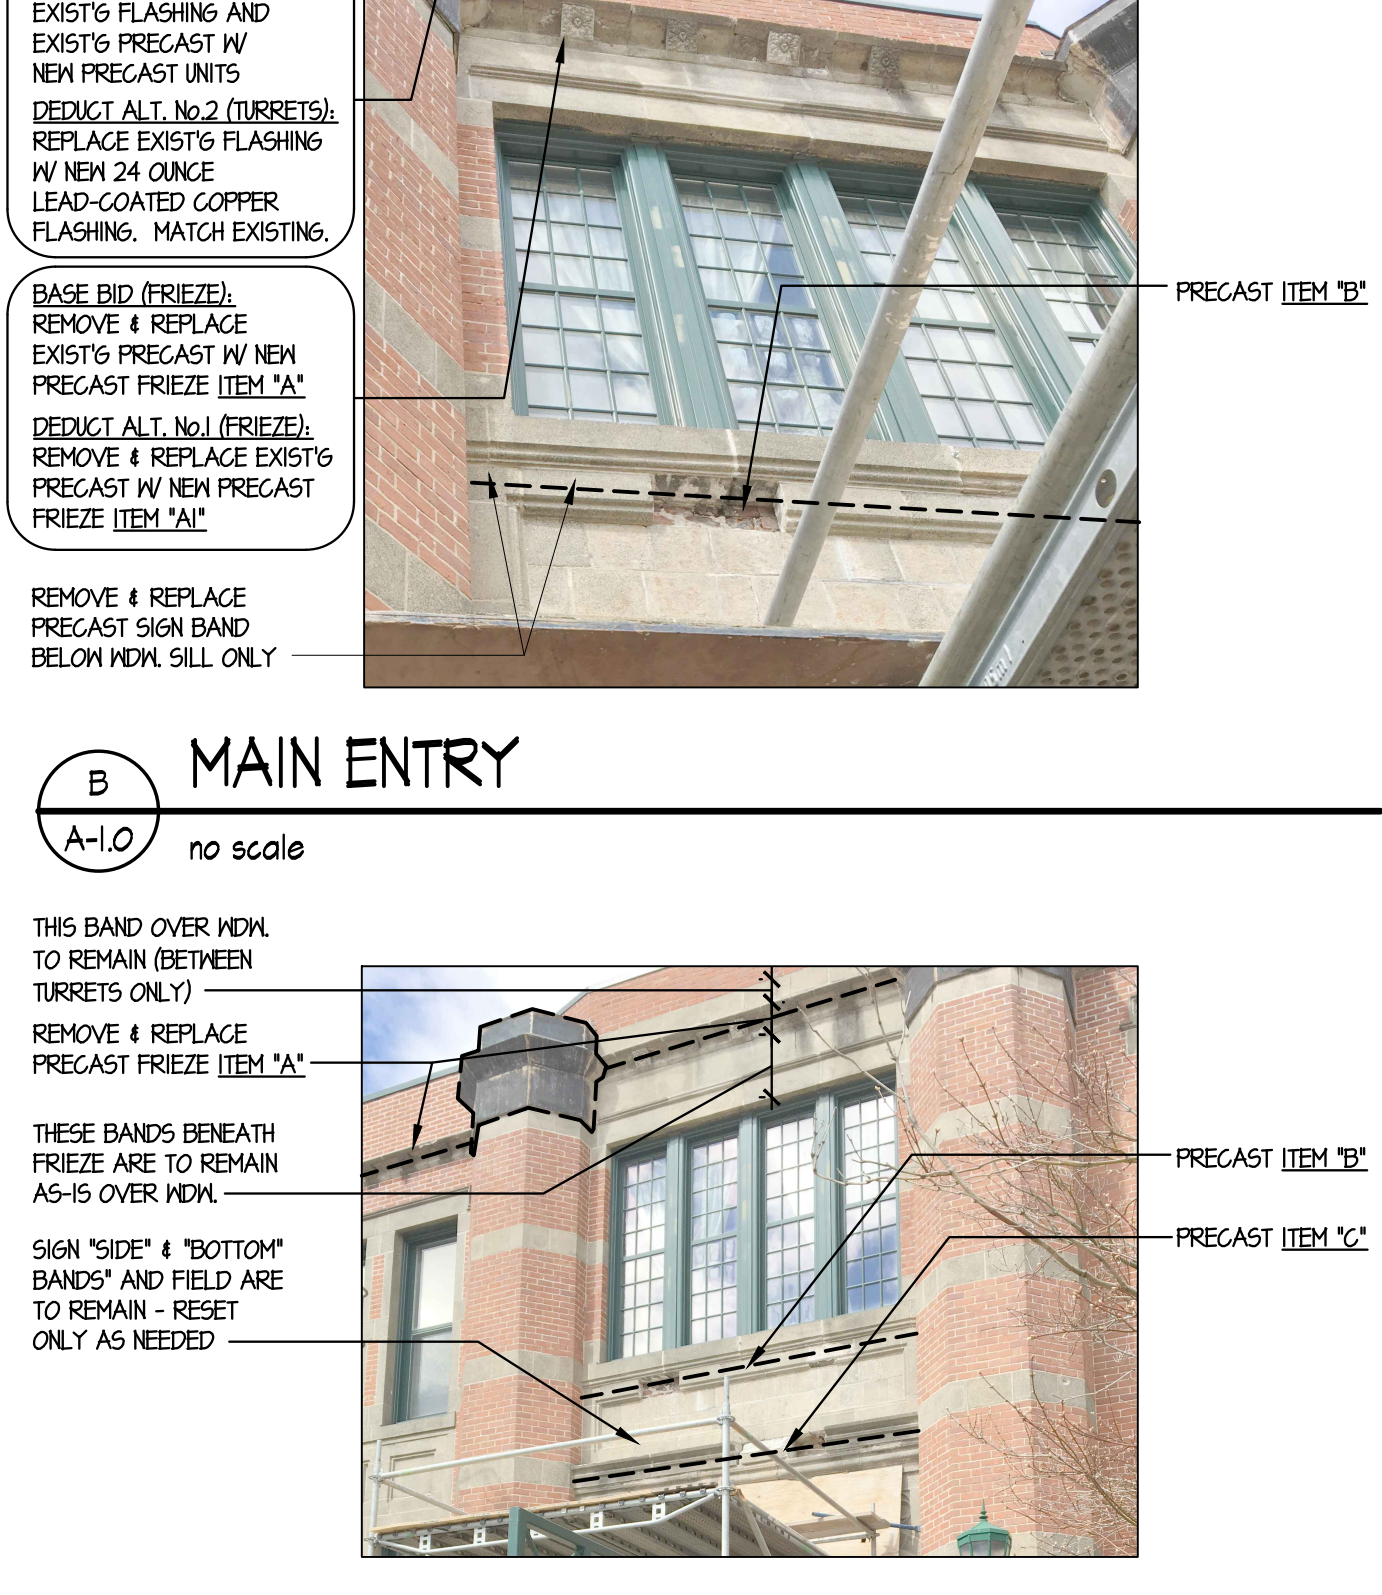 EXIST'G FLASHING AND
EXIST'G PRECAST W/
NEW PRECAST UNITS
DEDUCT ALT. No.2 (TURRETS):
REPLACE EXIST'G FLASHING
W/ NEW 24 OUNCE
LEAD-COATED COPPER
FLASHING. MATCH EXISTING.
BASE BID (FRIEZE):
REMOVE & REPLACE
EXIST'G PRECAST W/ NEW
PRECAST FRIEZE ITEM "A"
DEDUCT ALT. No.1 (FRIEZE):
REMOVE & REPLACE EXIST'G
PRECAST W/ NEW PRECAST
FRIEZE ITEM "A1"
REMOVE & REPLACE
PRECAST SIGN BAND
BELOW WDW. SILL ONLY
PRECAST ITEM "B"
B
A-1.0
MAIN ENTRY
no scale
THIS BAND OVER WDW.
TO REMAIN (BETWEEN
TURRETS ONLY)
REMOVE & REPLACE
PRECAST FRIEZE ITEM "A"
THESE BANDS BENEATH
FRIEZE ARE TO REMAIN
AS-IS OVER WDW.
SIGN "SIDE" & "BOTTOM"
BANDS" AND FIELD ARE
TO REMAIN - RESET
ONLY AS NEEDED
PRECAST ITEM "B"
PRECAST ITEM "C"